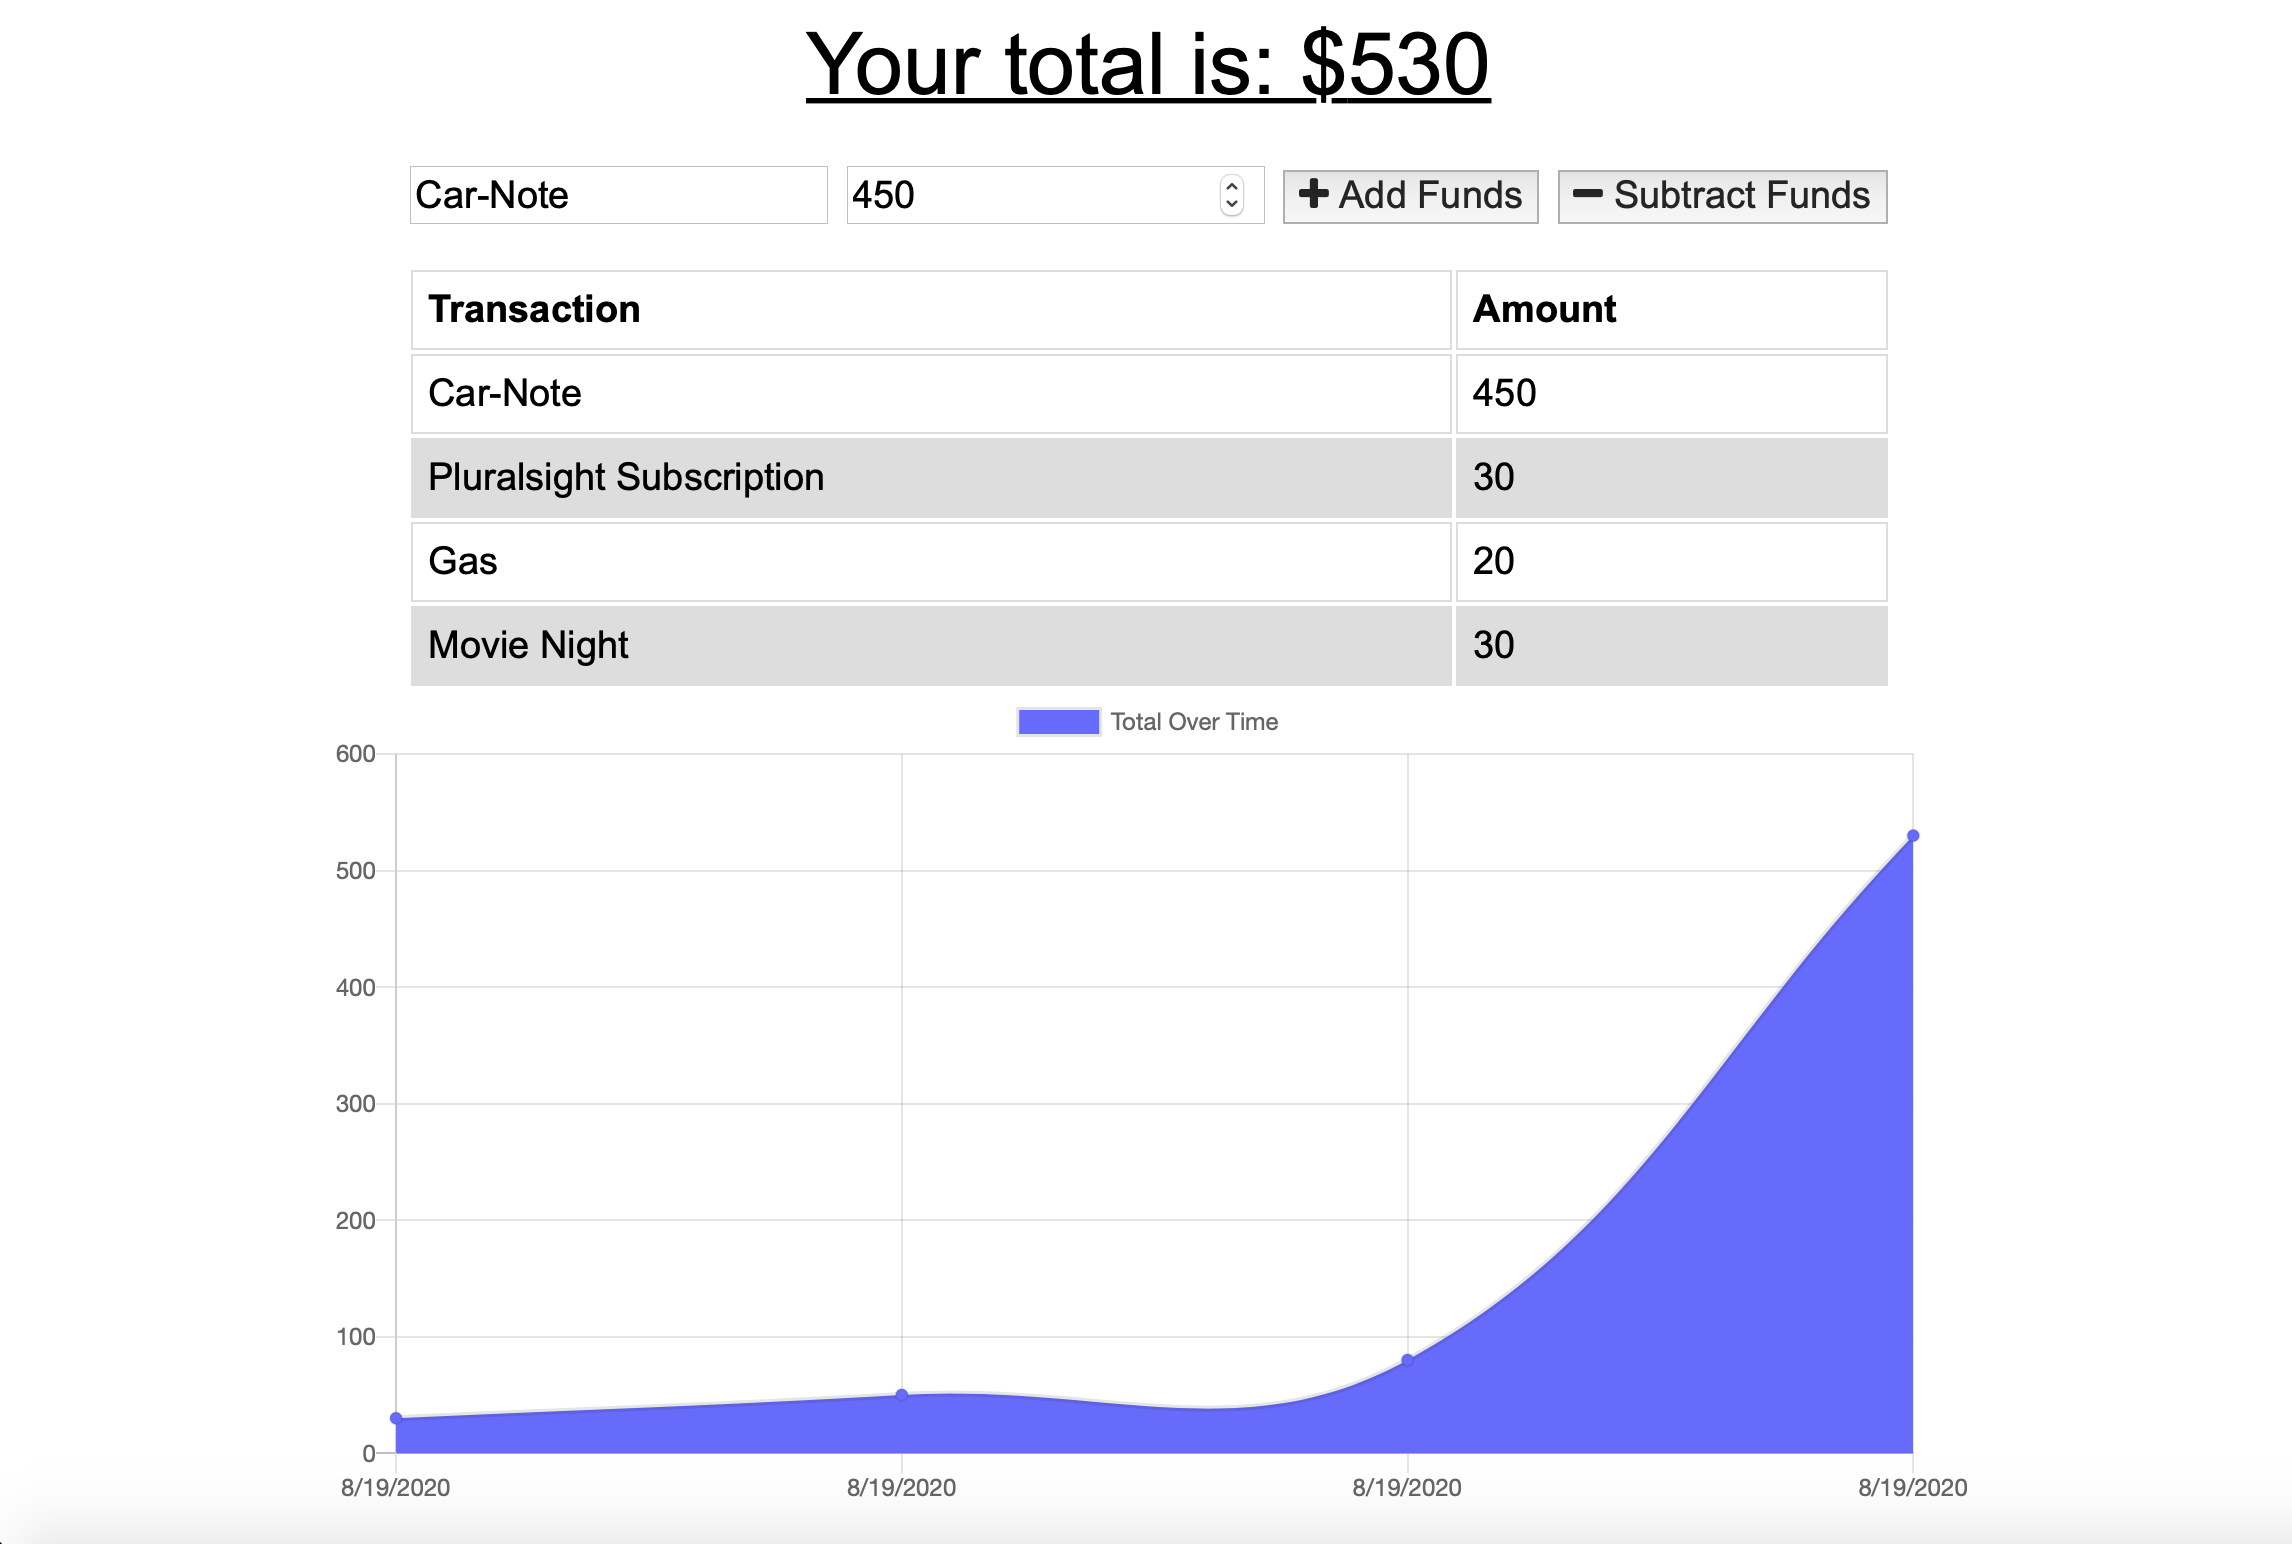 Your total is: $530
Car-Note 450 Add Funds Subtract Funds
Transaction Amount
Car-Note 450
Pluralsight Subscription 30
Gas 20
Movie Night 30
Total Over Time
600
500
400
300
200
100
0
8/19/2020 8/19/2020 8/19/2020 8/19/2020